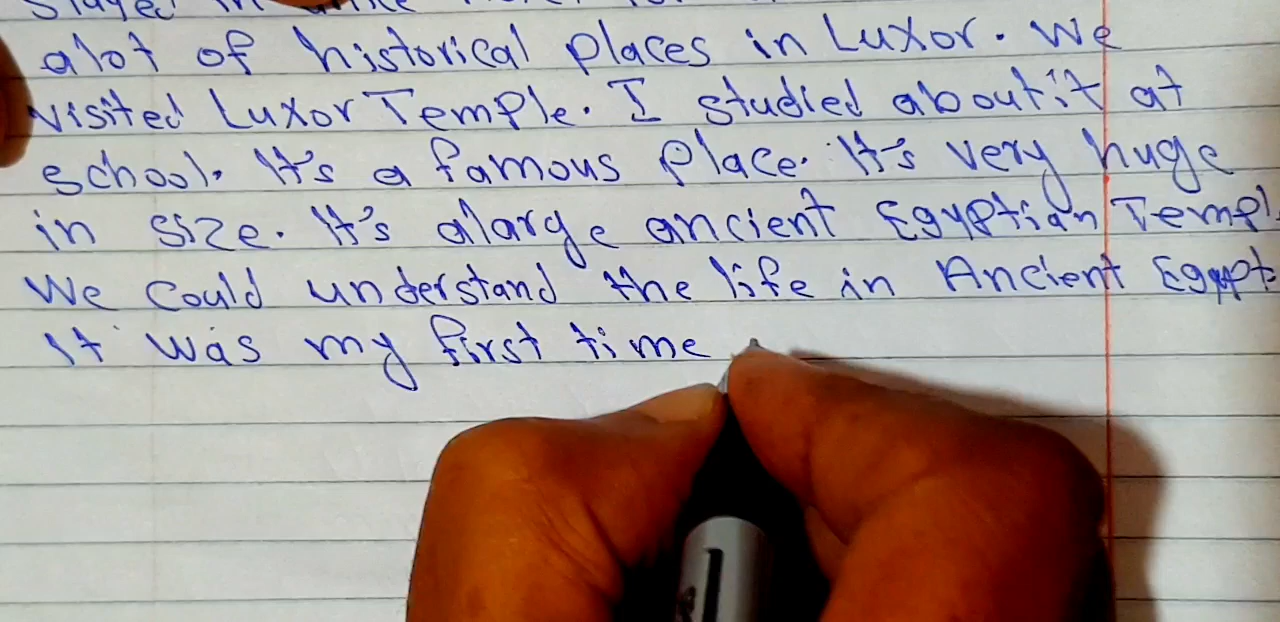 stayed in a
alot of historical places in Luxor. We
visited Luxor Temple. I studied about it at
school. It's a famous place. It's very huge
in size. It's alarge ancient Egyptian Templ
We could understand the life in Ancient Egypt.
It was my first time